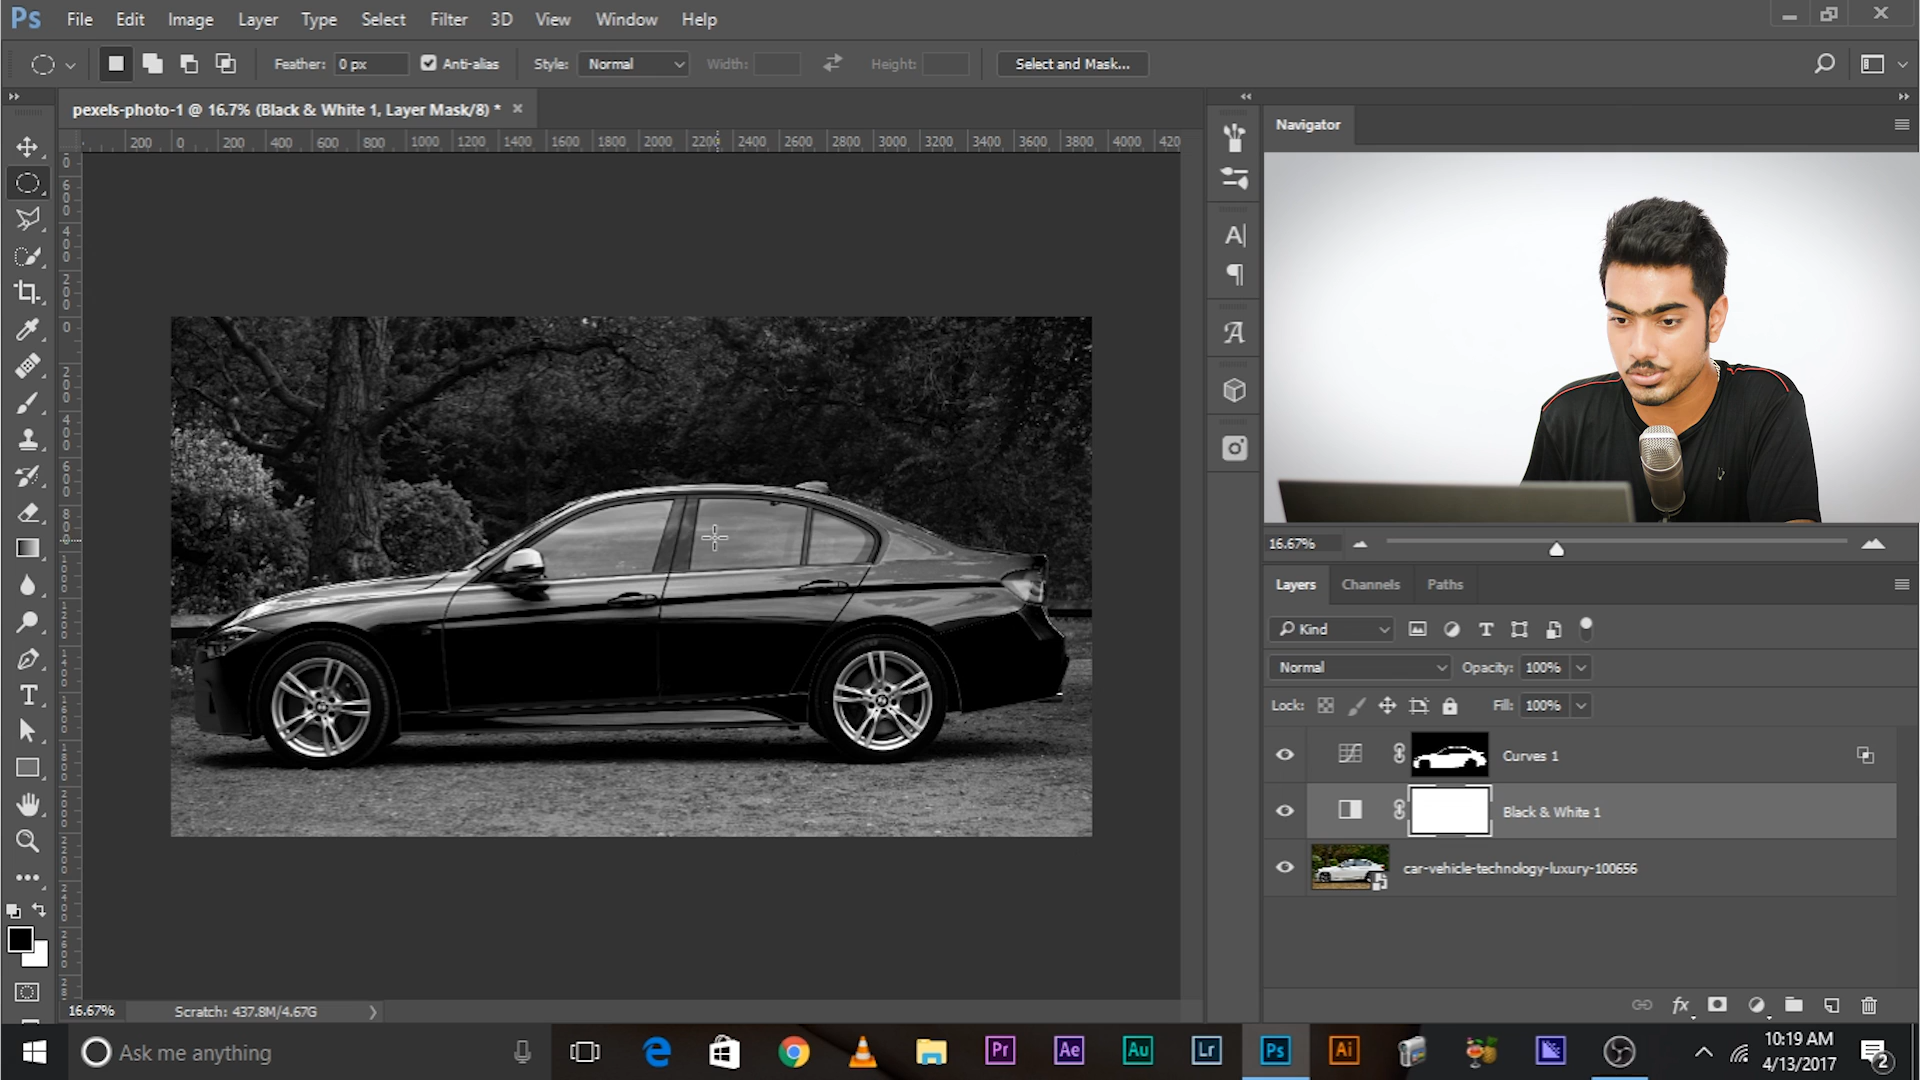 Ps File Edit Image Layer Type Select Filter 3D View Window Help
Feather: 0 px Anti-alias Style: Normal Width: Height: Select and Mask...
pexels-photo-1 @ 16.7% (Black & White 1, Layer Mask/8) *
Navigator
200 0 200 400 600 800 1000 1200 1400 1600 1800 2000 2200 2400 2600 2800 3000 3200 3400 3600 3800 4000 420
16.67%
Layers Channels Paths
Kind
Normal Opacity: 100%
Lock: Fill: 100%
Curves 1
Black & White 1
car-vehicle-technology-luxury-100656
16.67% Scratch: 437.8M/4.67G
Ask me anything Pr Ae Au Lr Ps Ai
10:19 AM
4/13/2017
2